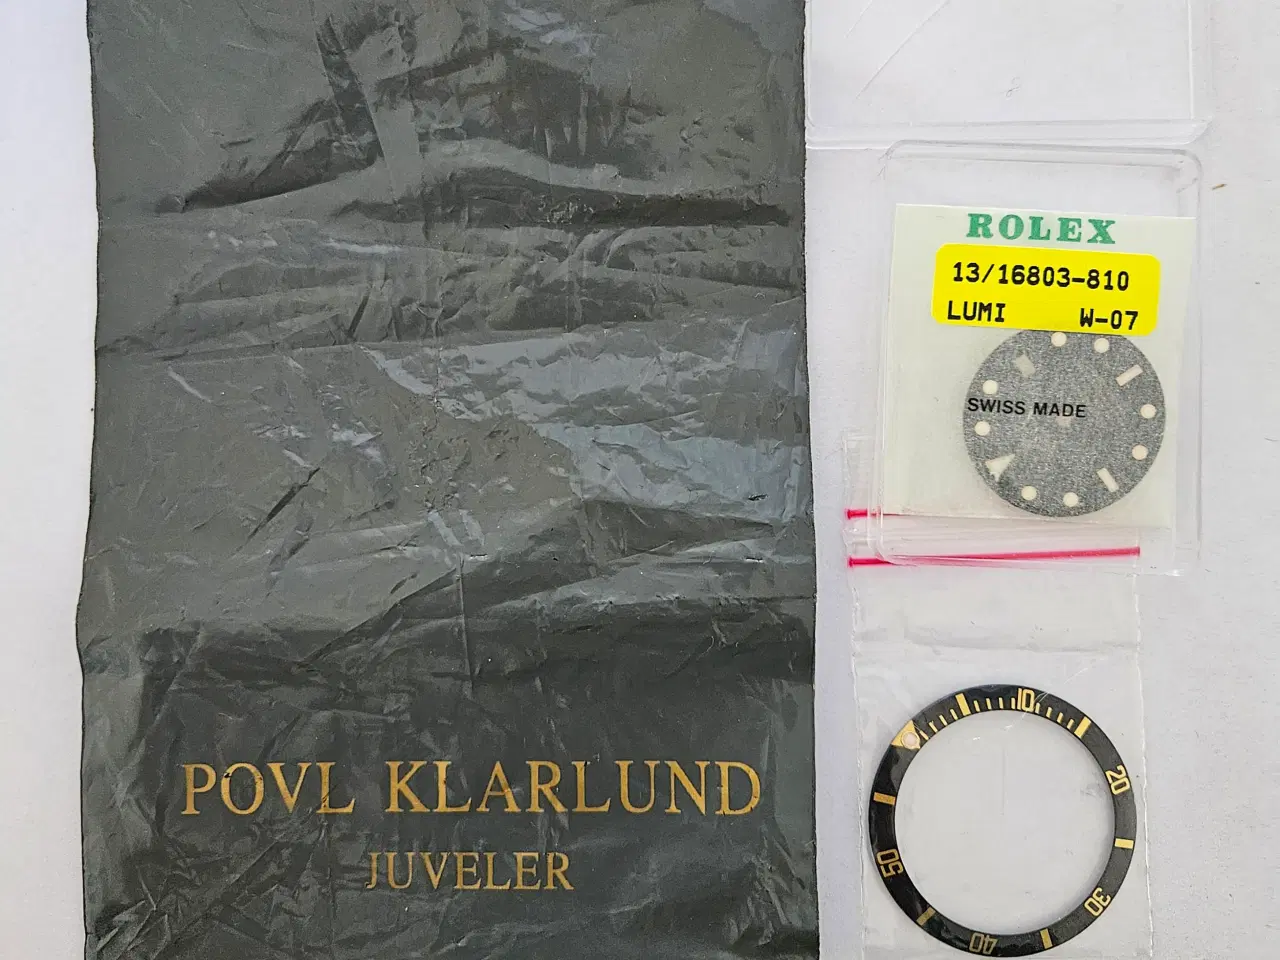 POVL KLARLUND
JUVELER
ROLEX
13/16803-810
LUMI W-07
SWISS MADE
10
20
30
40
50